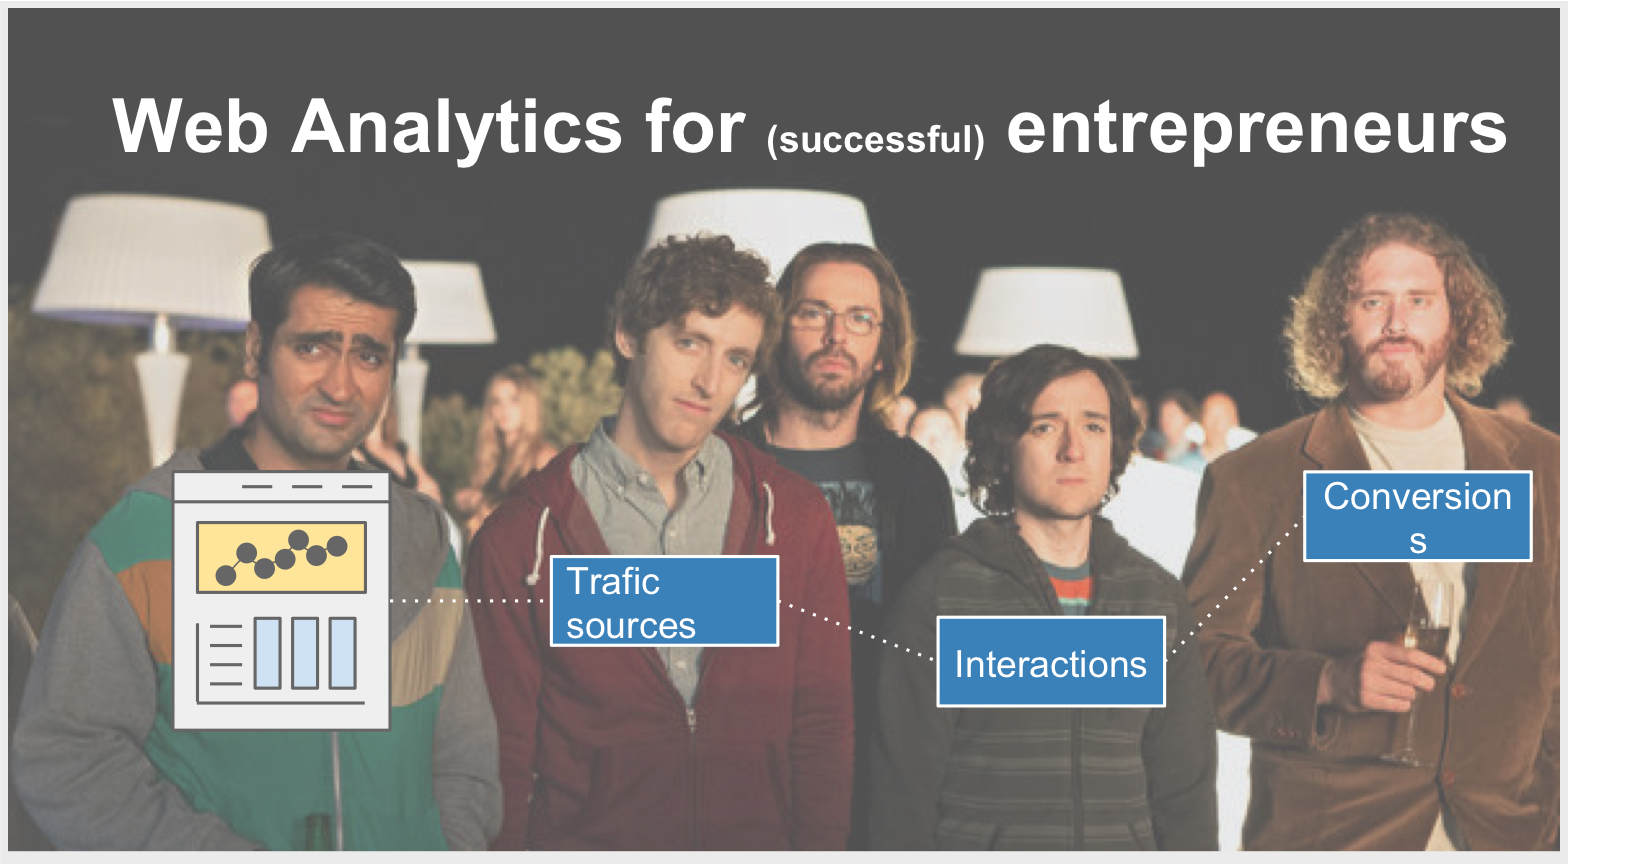 Web Analytics for (successful) entrepreneurs
Conversion
s
Trafic
sources
Interactions